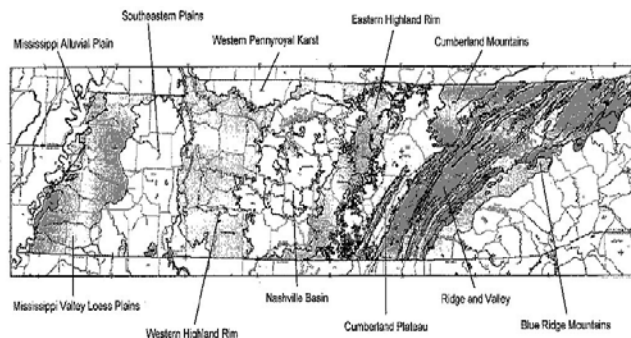 Southeastern Plains
Eastern Highland Rim
Mississippi Alluvial Plain
Western Pennyroyal Karst
Cumberland Mountains
Mississippi Valley Loess Plains
Nashville Basin
Ridge and Valley
Western Highland Rim
Cumberland Plateau
Blue Ridge Mountains